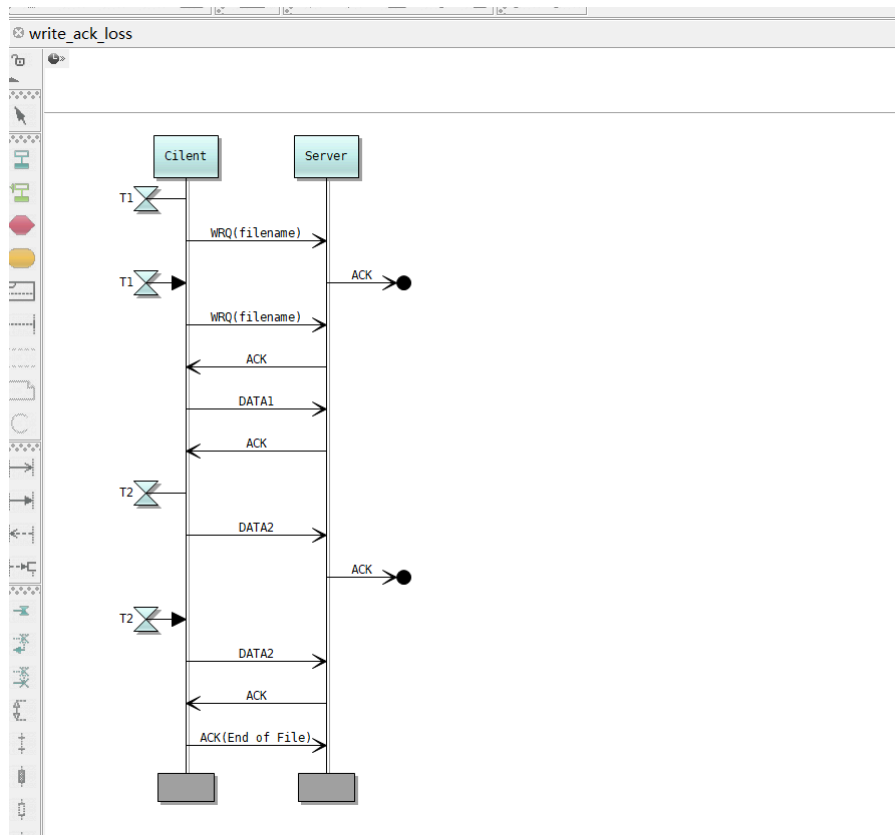 write_ack_loss
Cilent
Server
T1
WRQ(filename)
T1
ACK
WRQ(filename)
ACK
DATA1
ACK
T2
DATA2
ACK
T2
DATA2
ACK
ACK(End of File)